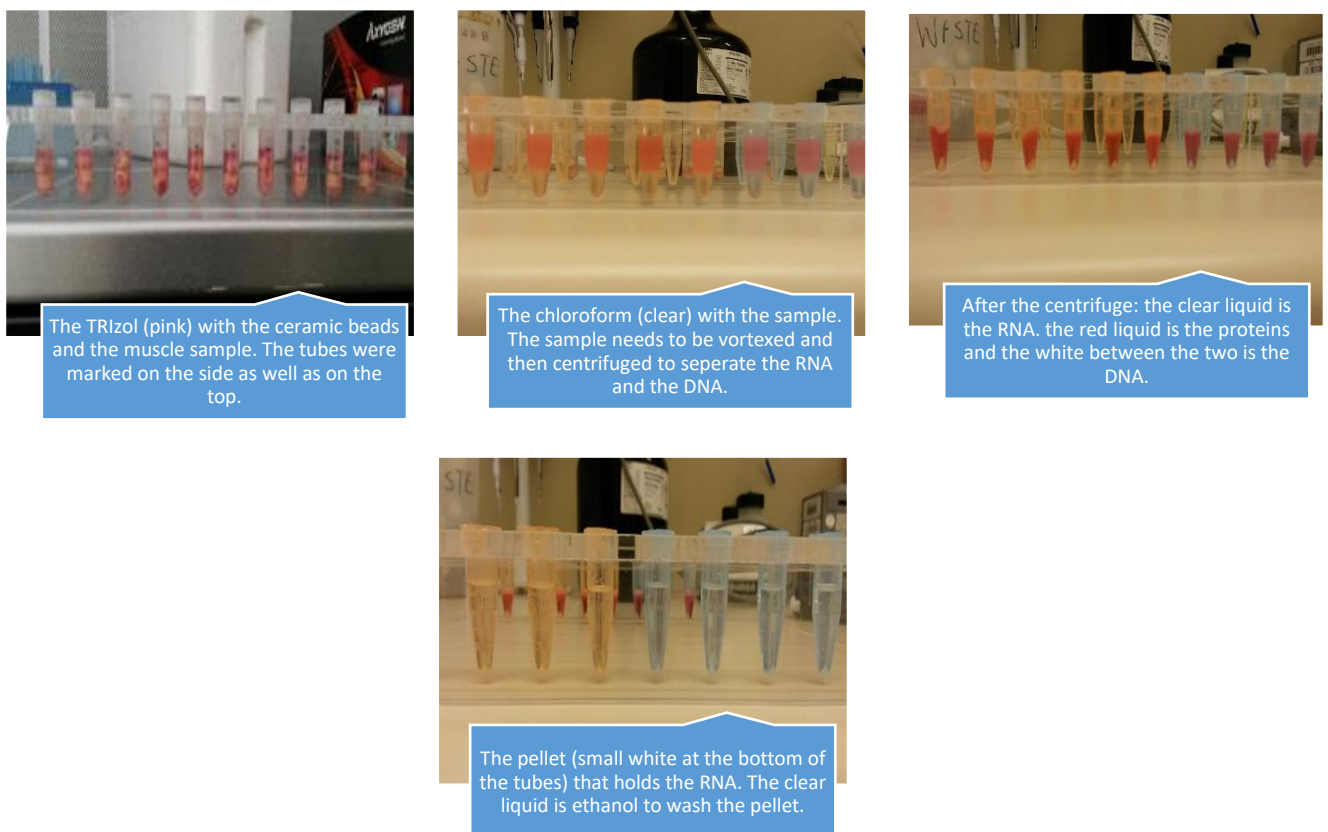 AXYGEN
STE
WASTE
The TRIzol (pink) with the ceramic beads
and the muscle sample. The tubes were
marked on the side as well as on the
top.
The chloroform (clear) with the sample.
The sample needs to be vortexed and
then centrifuged to seperate the RNA
and the DNA.
After the centrifuge: the clear liquid is
the RNA. the red liquid is the proteins
and the white between the two is the
DNA.
STE
The pellet (small white at the bottom of
the tubes) that holds the RNA. The clear
liquid is ethanol to wash the pellet.